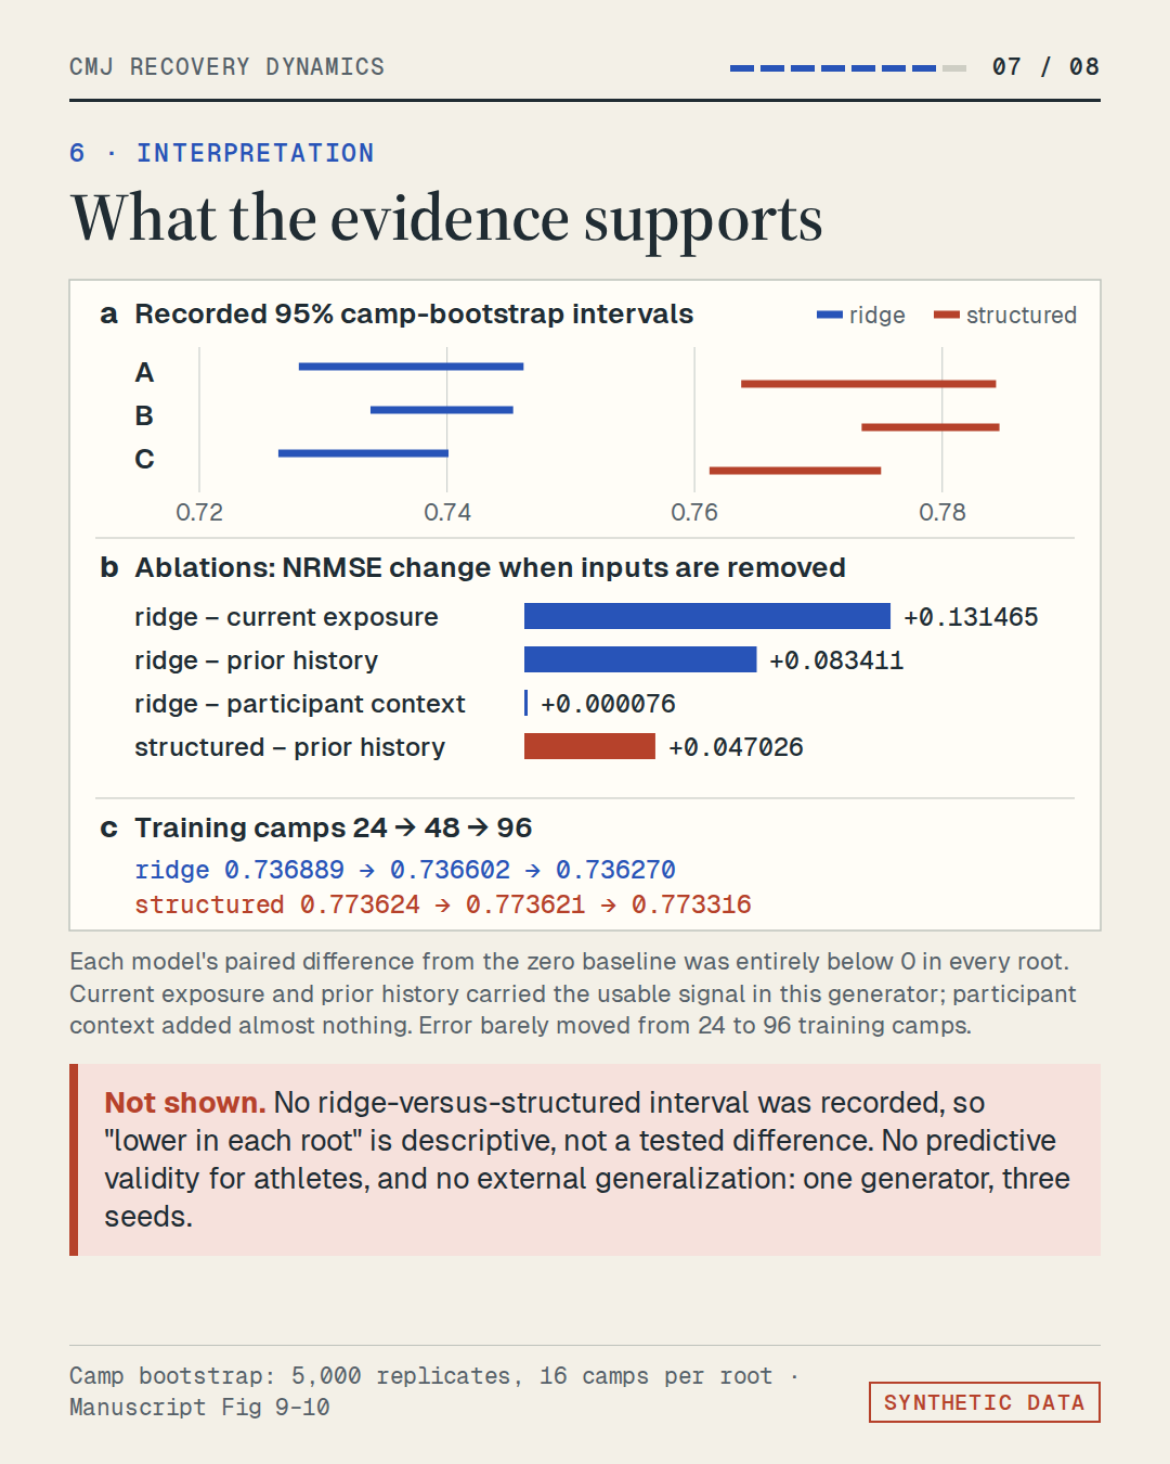 CMJ RECOVERY DYNAMICS
07 / 08
6 · INTERPRETATION
What the evidence supports
a Recorded 95% camp-bootstrap intervals
ridge structured
A
B
C
0.72 0.74 0.76 0.78
b Ablations: NRMSE change when inputs are removed
ridge – current exposure +0.131465
ridge – prior history +0.083411
ridge – participant context +0.000076
structured – prior history +0.047026
c Training camps 24 → 48 → 96
ridge 0.736889 → 0.736602 → 0.736270
structured 0.773624 → 0.773621 → 0.773316
Each model's paired difference from the zero baseline was entirely below 0 in every root.
Current exposure and prior history carried the usable signal in this generator; participant
context added almost nothing. Error barely moved from 24 to 96 training camps.
Not shown. No ridge-versus-structured interval was recorded, so
"lower in each root" is descriptive, not a tested difference. No predictive
validity for athletes, and no external generalization: one generator, three
seeds.
Camp bootstrap: 5,000 replicates, 16 camps per root ·
Manuscript Fig 9–10
SYNTHETIC DATA